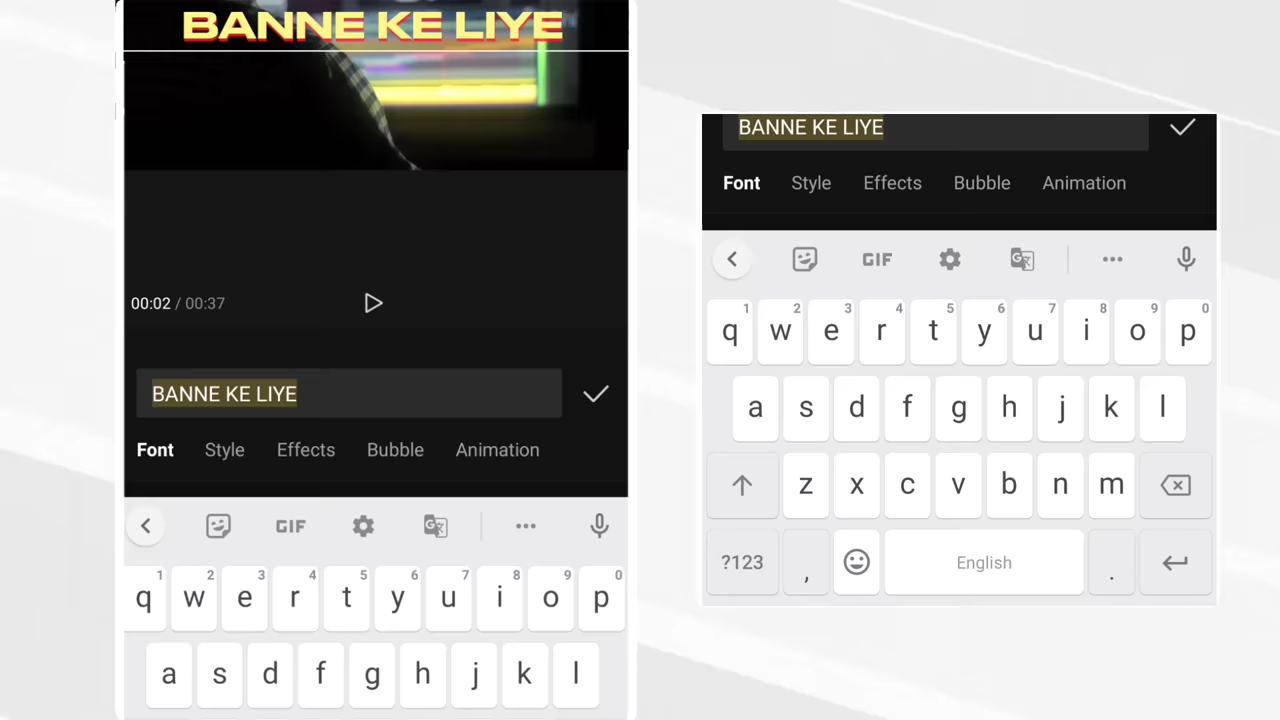 BANNE KE LIYE
00:02 / 00:37
BANNE KE LIYE
Font Style Effects Bubble Animation
GIF
1 2 3 4 5 6 7 8 9 0
q w e r t y u i o p
a s d f g h j k l
BANNE KE LIYE
Font Style Effects Bubble Animation
GIF
1 2 3 4 5 6 7 8 9 0
q w e r t y u i o p
a s d f g h j k l
z x c v b n m
?123 , English .